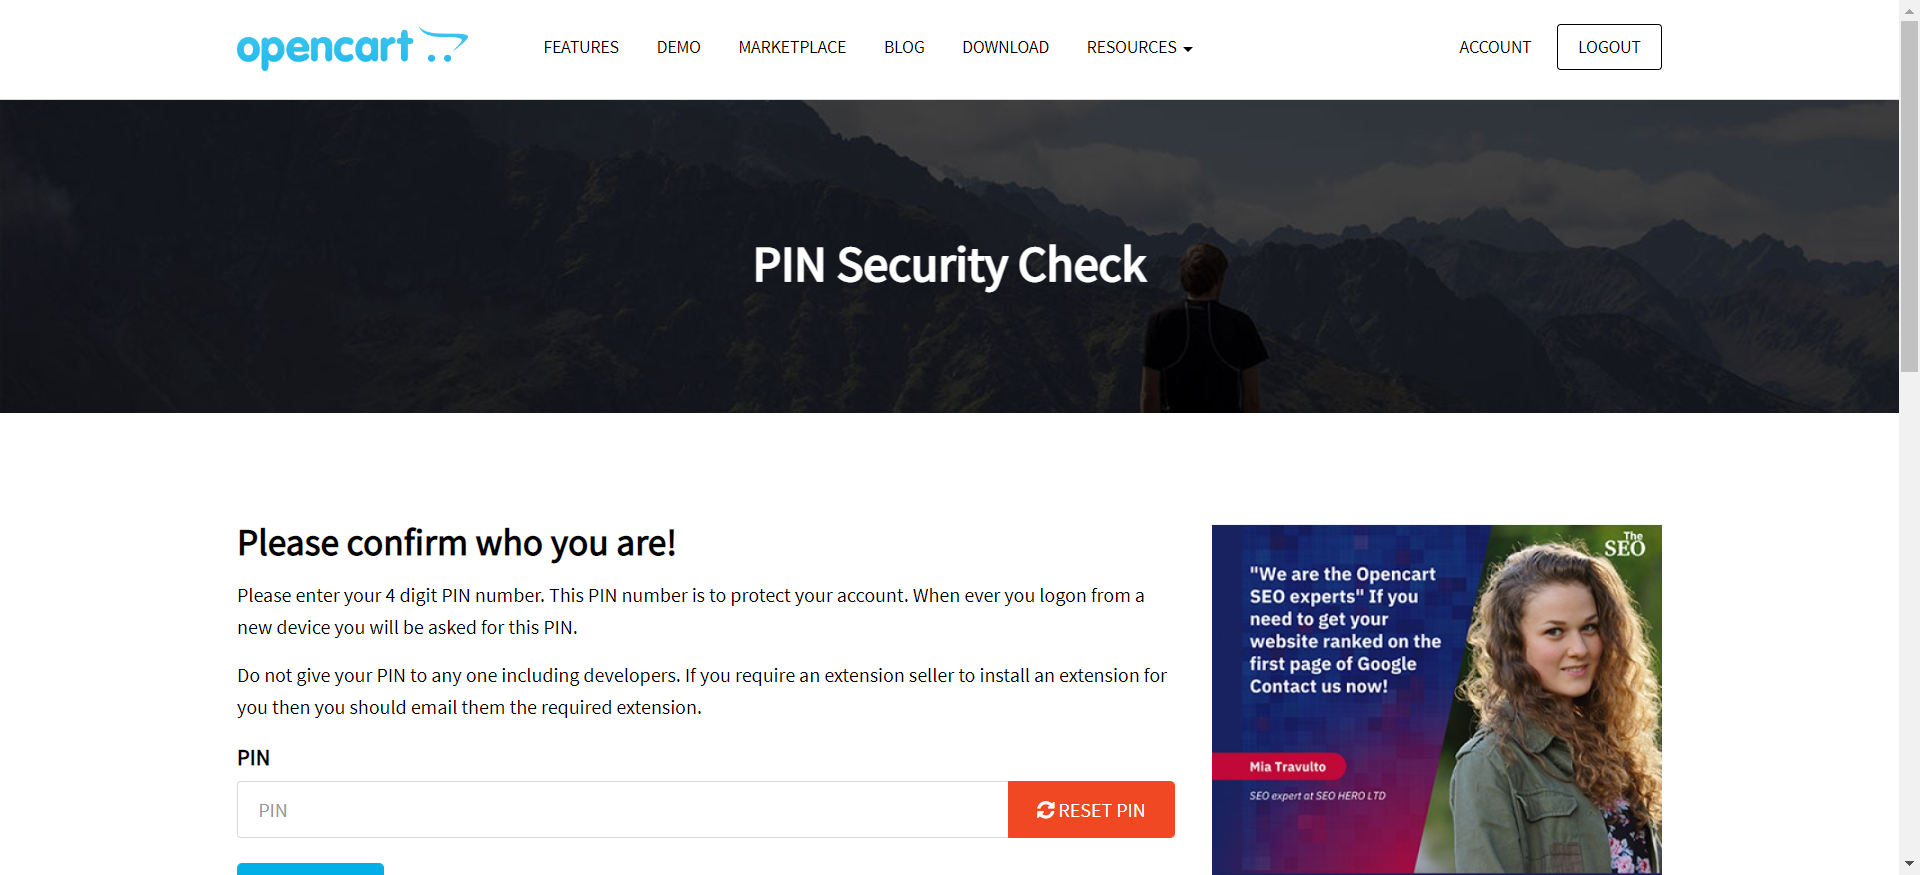 opencart
FEATURES
DEMO
MARKETPLACE
BLOG
DOWNLOAD
RESOURCES
ACCOUNT
LOGOUT
PIN Security Check
Please confirm who you are!
Please enter your 4 digit PIN number. This PIN number is to protect your account. When ever you logon from a
new device you will be asked for this PIN.
Do not give your PIN to any one including developers. If you require an extension seller to install an extension for
you then you should email them the required extension.
PIN
PIN
RESET PIN
The
SEO
"We are the Opencart
SEO experts" If you
need to get your
website ranked on the
first page of Google
Contact us now!
Mia Travulto
SEO expert at SEO HERO LTD